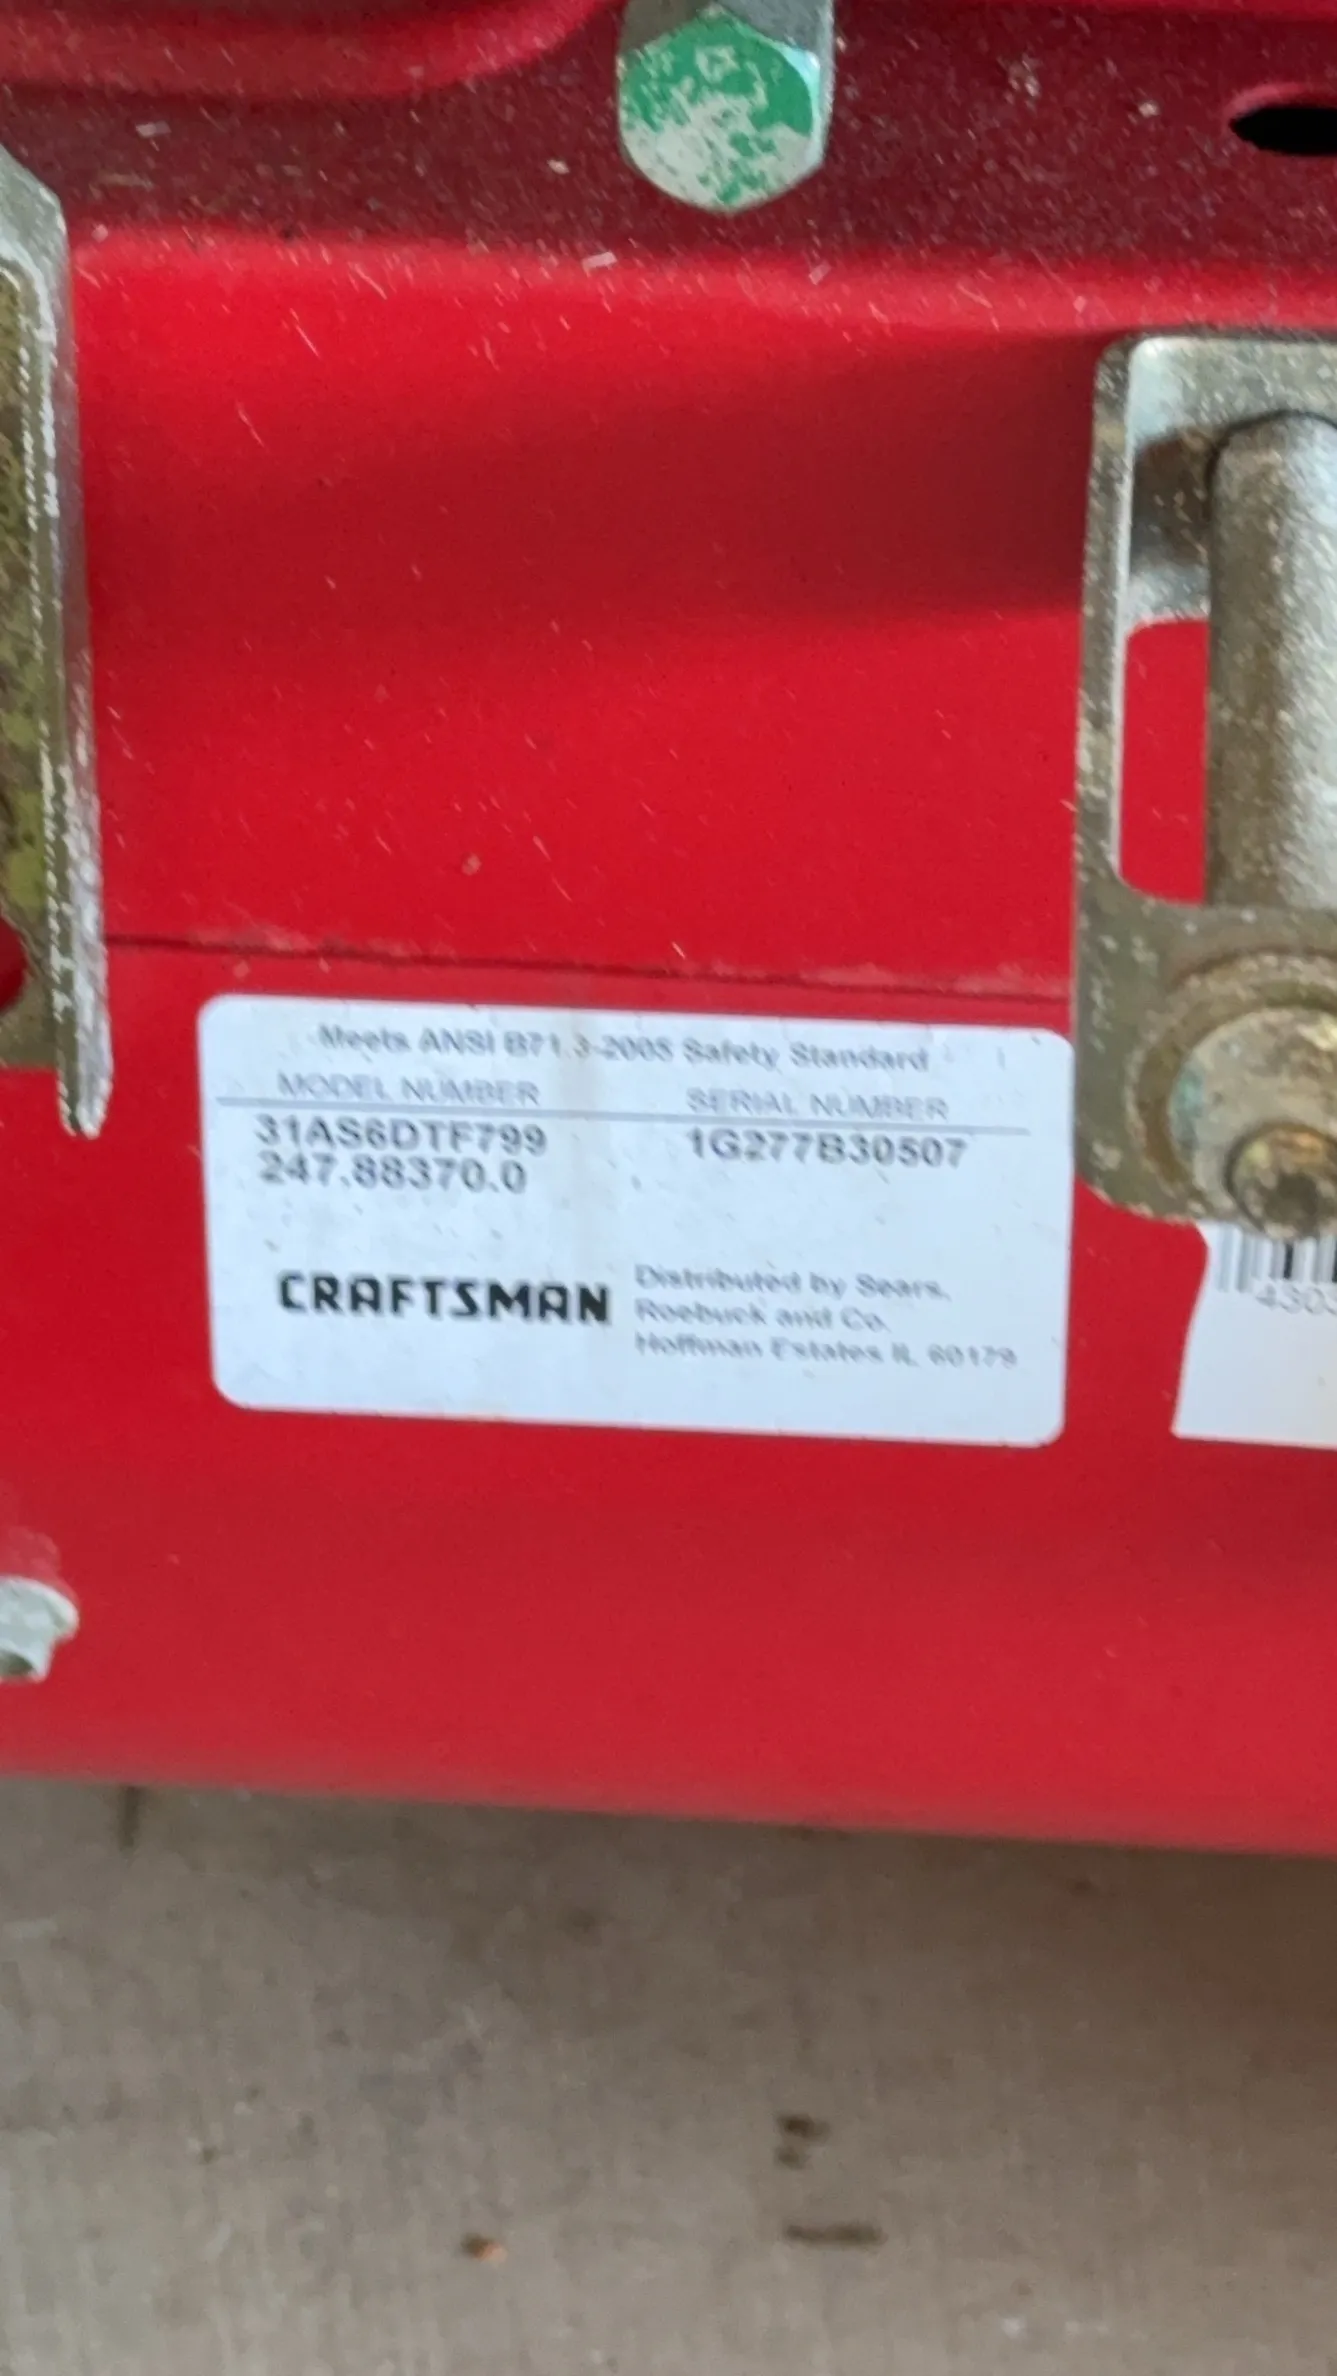 Meets ANSI B71.3-2005 Safety Standard
MODEL NUMBER SERIAL NUMBER
31AS6DTF799 1G277B30507
247.88370.0
CRAFTSMAN
Distributed by Sears,
Roebuck and Co.
Hoffman Estates IL 60179